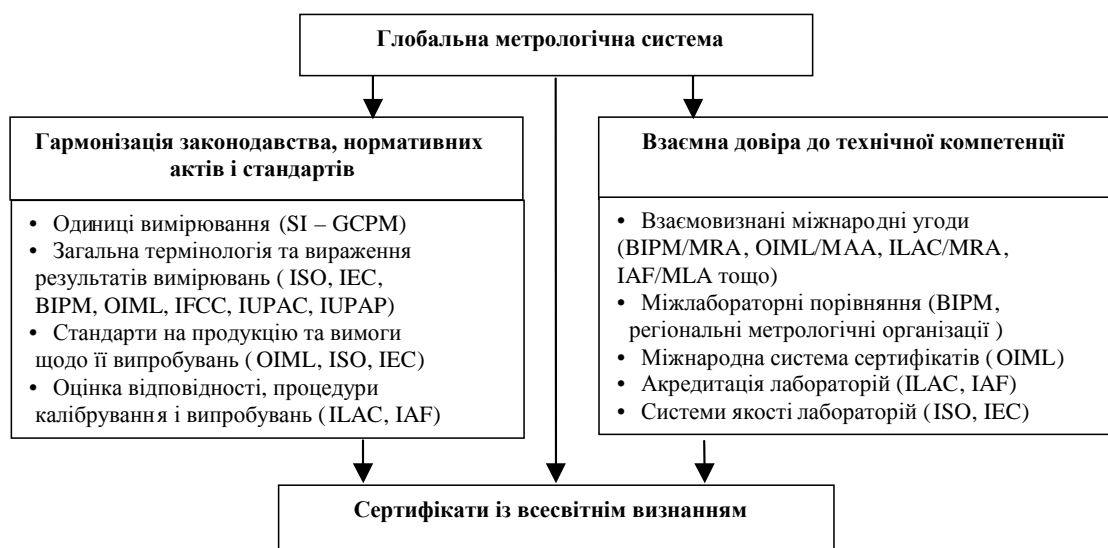 Глобальна метрологічна система
Гармонізація законодавства, нормативних
актів і стандартів
• Одиниці вимірювання (SI – GCPM)
• Загальна термінологія та вираження
результатів вимірювань ( ISO, IEC,
BIPM, OIML, IFCC, IUPAC, IUPAP)
• Стандарти на продукцію та вимоги
щодо її випробувань (OIML, ISO, IEC)
• Оцінка відповідності, процедури
калібрування і випробувань (ILAC, IAF)
Взаємна довіра до технічної компетенції
• Взаємовизнані міжнародні угоди
(BIPM/MRA, OIML/MAA, ILAC/MRA,
IAF/MLA тощо)
• Міжлабораторні порівняння (BIPM,
регіональні метрологічні організації )
• Міжнародна система сертифікатів (OIML)
• Акредитація лабораторій (ILAC, IAF)
• Системи якості лабораторій (ISO, IEC)
Сертифікати із всесвітнім визнанням